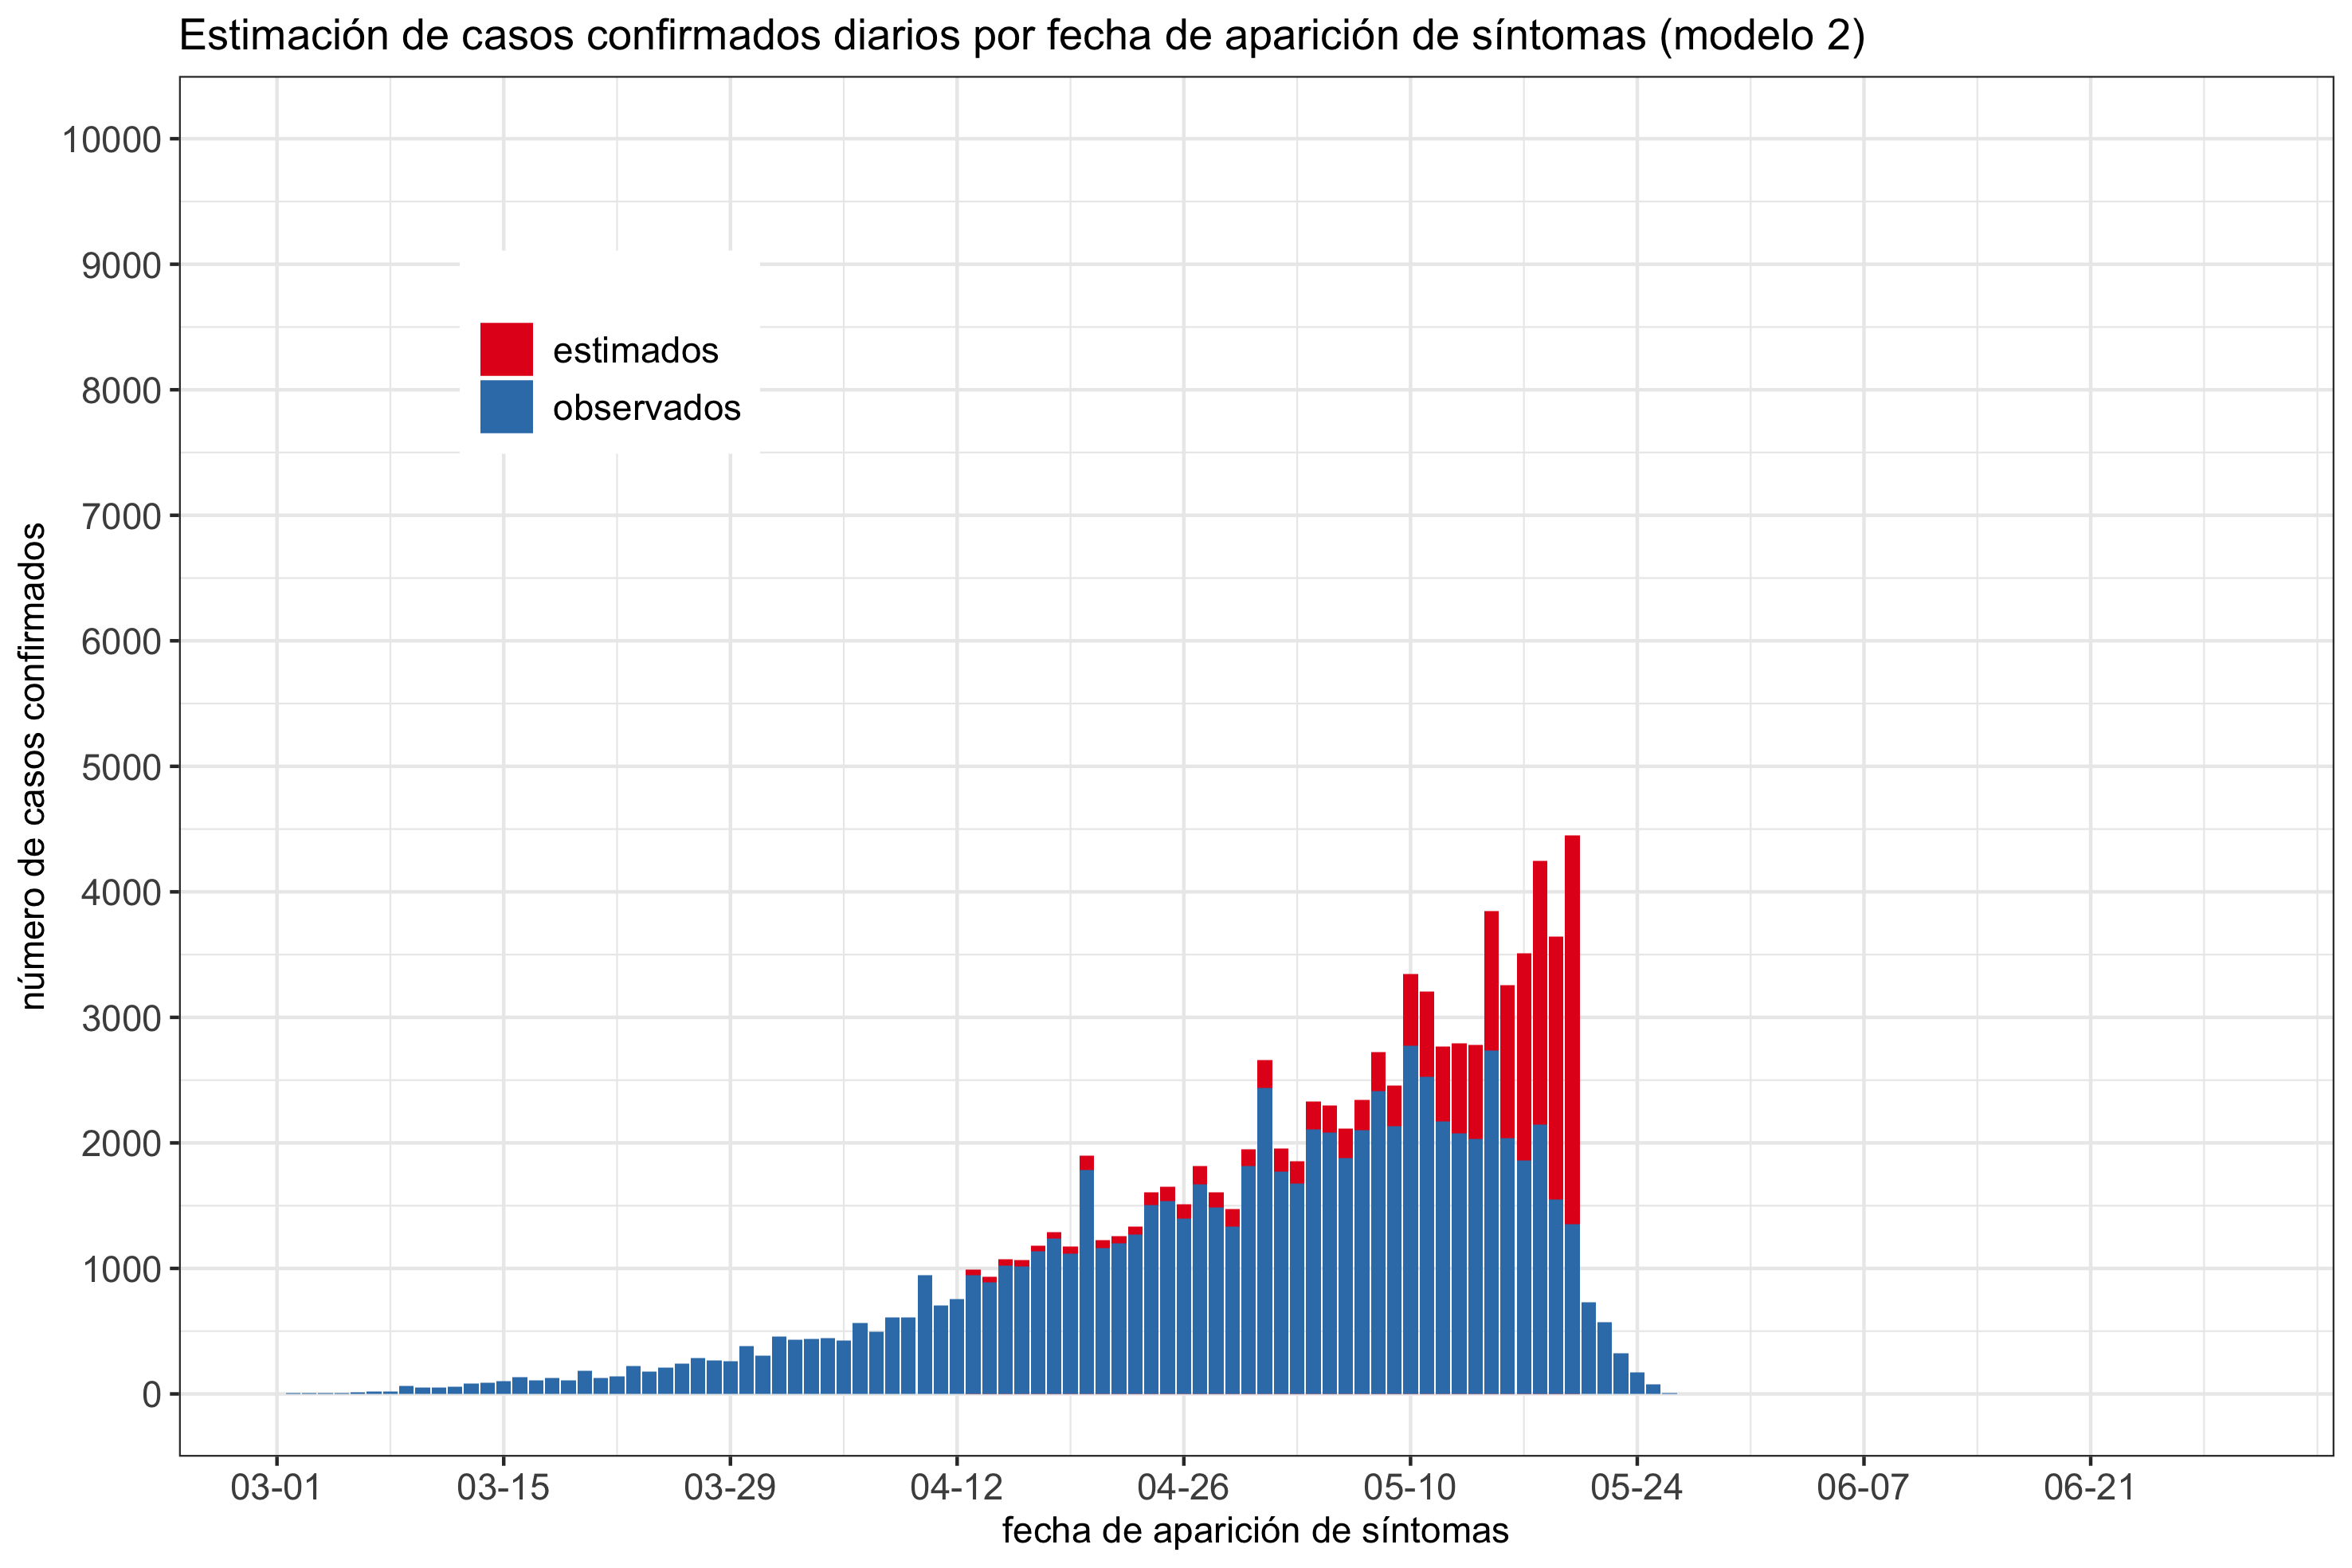 Estimación de casos confirmados diarios por fecha de aparición de síntomas (modelo 2)
10000
9000
8000
7000
6000
5000
4000
3000
2000
1000
0
número de casos confirmados
estimados
observados
03-01 03-15 03-29 04-12 04-26 05-10 05-24 06-07 06-21
fecha de aparición de síntomas